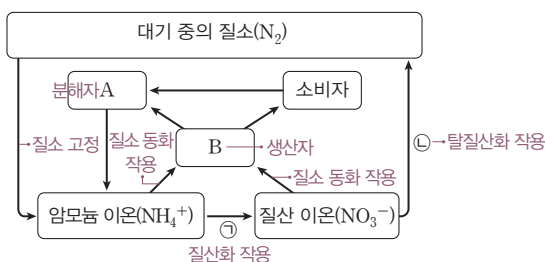 대기 중의 질소(N₂)
분해자A
소비자
질소 고정
질소 동화
작용
B
생산자
㉡
탈질산화 작용
질소 동화 작용
암모늄 이온(NH₄⁺)
㉠
질산 이온(NO₃⁻)
질산화 작용